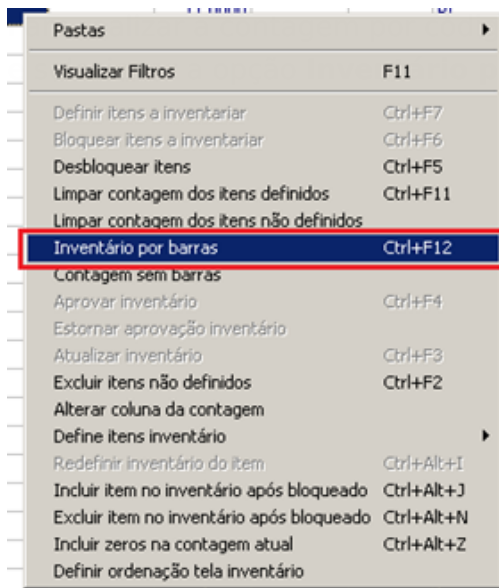 Pastas
Visualizar Filtros F11
Definir itens a inventariar Ctrl+F7
Bloquear itens a inventariar Ctrl+F6
Desbloquear itens Ctrl+F5
Limpar contagem dos itens definidos Ctrl+F11
Limpar contagem dos itens não definidos
Inventário por barras Ctrl+F12
Contagem sem barras
Aprovar inventário Ctrl+F4
Estornar aprovação inventário
Atualizar inventário Ctrl+F3
Excluir itens não definidos Ctrl+F2
Alterar coluna da contagem
Define itens inventário
Redefinir inventário do item Ctrl+Alt+I
Incluir item no inventário após bloqueado Ctrl+Alt+J
Excluir item no inventário após bloqueado Ctrl+Alt+N
Incluir zeros na contagem atual Ctrl+Alt+Z
Definir ordenação tela inventário